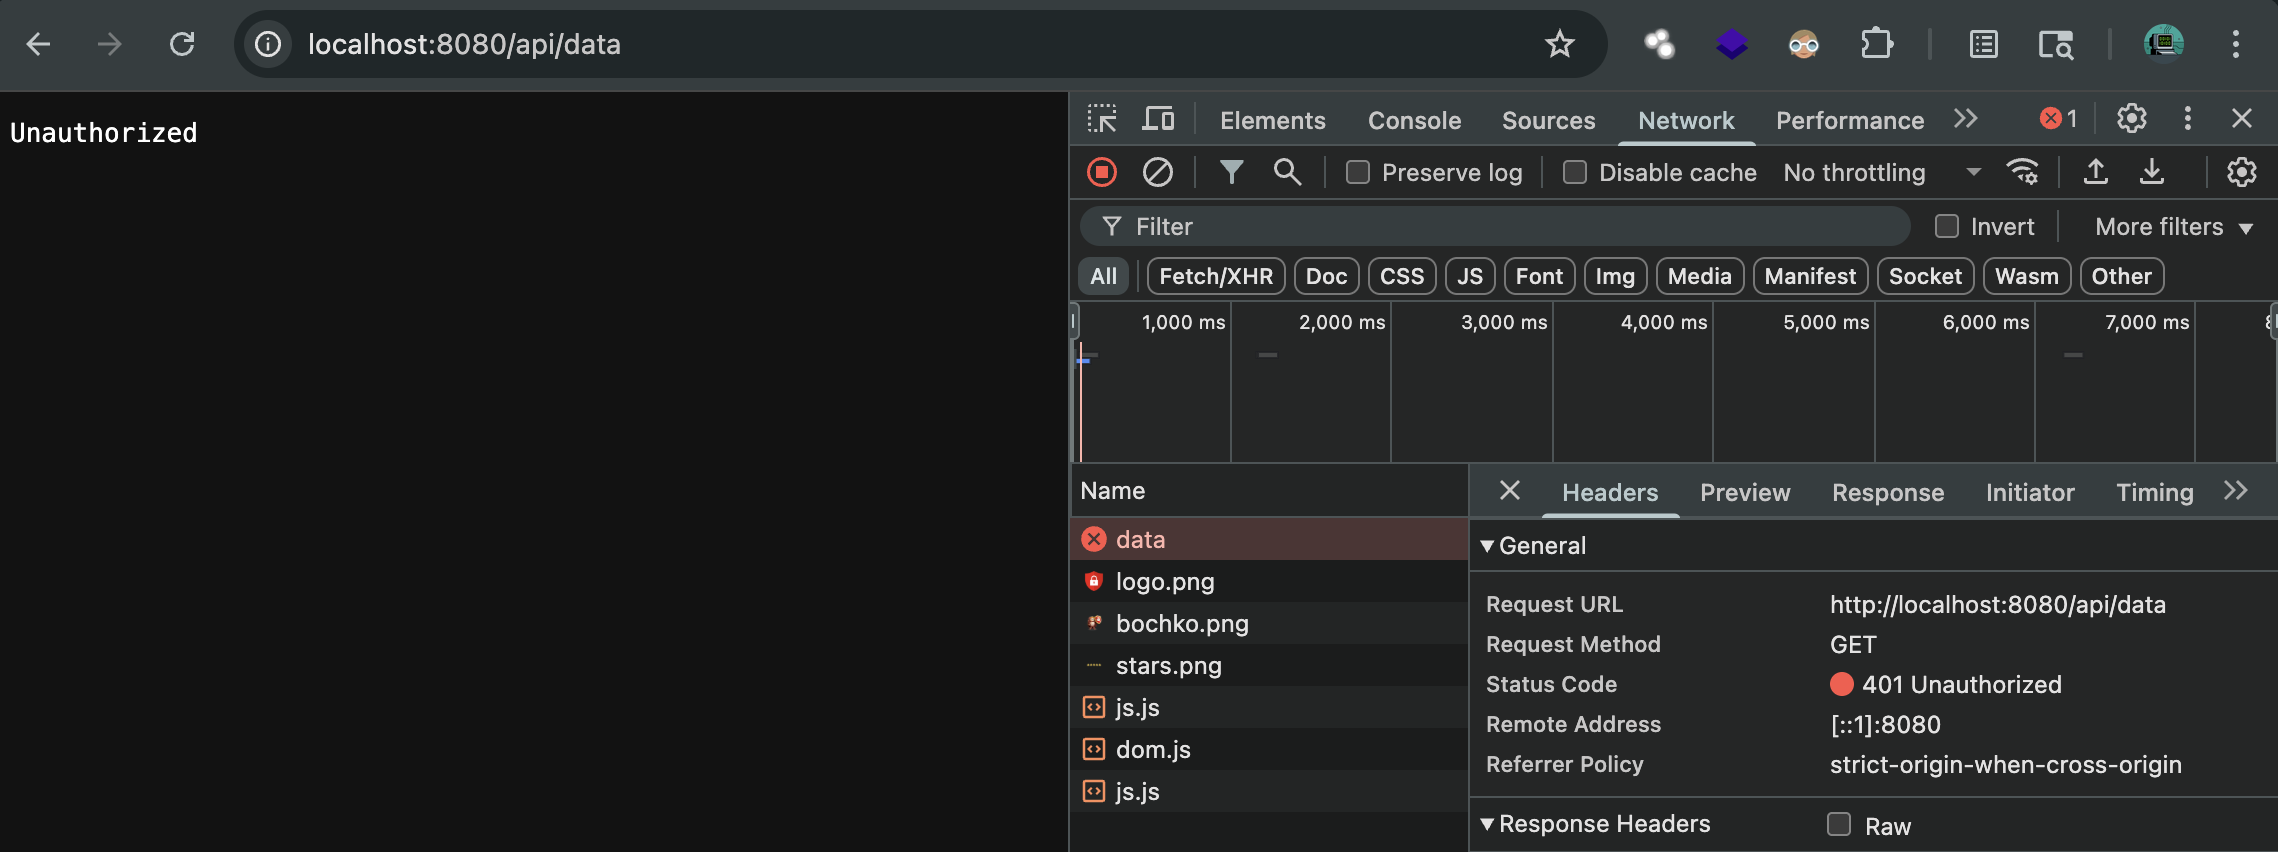 localhost:8080/api/data
Unauthorized
Elements Console Sources Network Performance 1
Preserve log Disable cache No throttling
Filter Invert More filters
All Fetch/XHR Doc CSS JS Font Img Media Manifest Socket Wasm Other
1,000 ms 2,000 ms 3,000 ms 4,000 ms 5,000 ms 6,000 ms 7,000 ms
Name
Headers Preview Response Initiator Timing
data
General
logo.png
Request URL http://localhost:8080/api/data
bochko.png
Request Method GET
stars.png
Status Code 401 Unauthorized
js.js
Remote Address [::1]:8080
dom.js
Referrer Policy strict-origin-when-cross-origin
js.js
Response Headers Raw